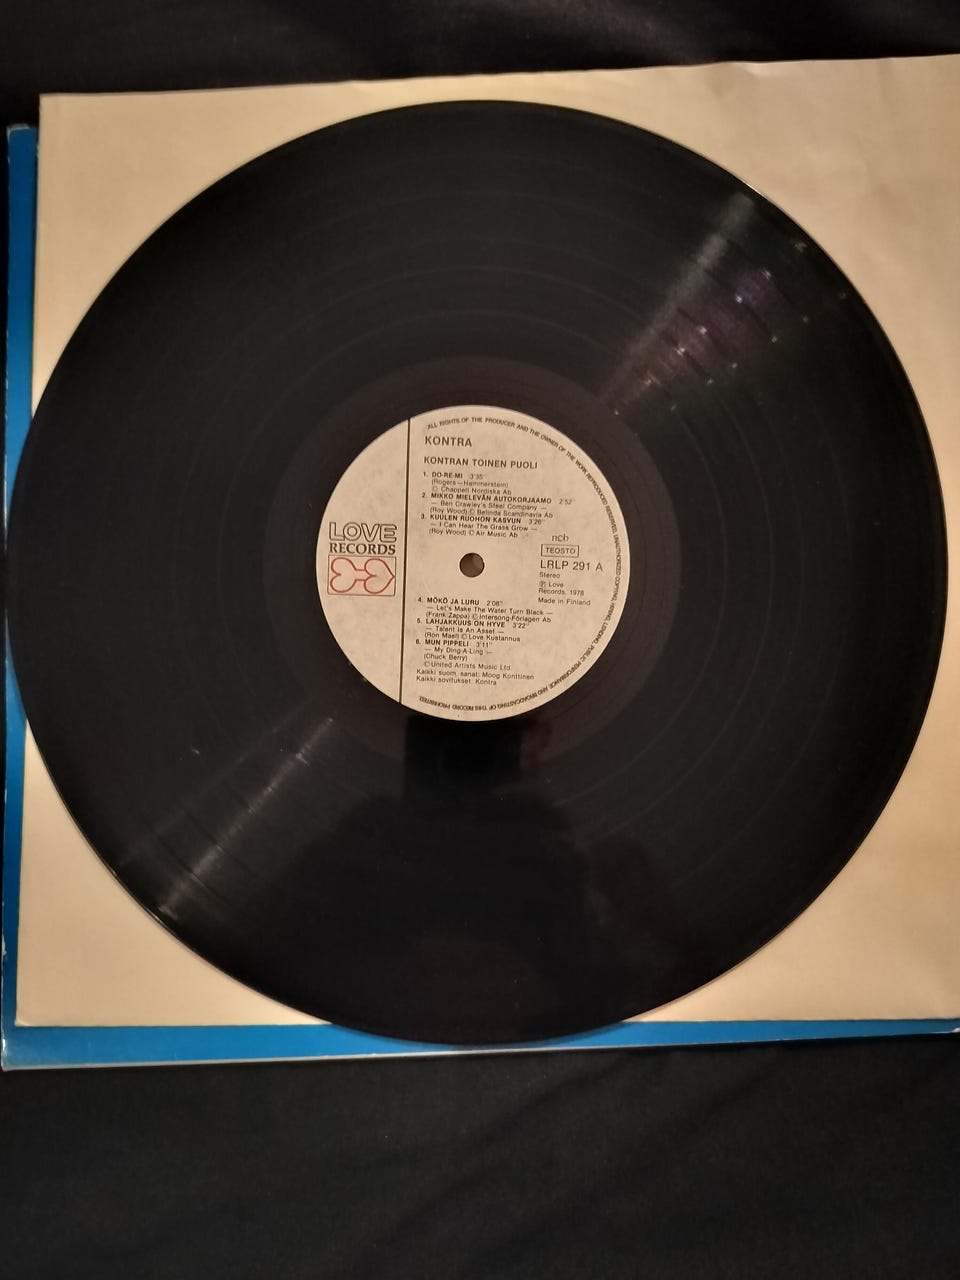 ALL RIGHTS OF THE PRODUCER AND THE OWNER OF THE WORK REPRODUCED RESERVED. UNAUTHORIZED COPYING, HIRING, LENDING, PUBLIC PERFORMANCE AND BROADCASTING OF THIS RECORD PROHIBITED.
KONTRA
KONTRAN TOINEN PUOLI
1. DO-RE-MI 3'35"
(Rogers—Hammerstein)
© Chappell Nordiska Ab
2. MIKKO MIELEVÄN AUTOKORJAAMO 2'52"
— Ben Crawley's Steel Company —
(Roy Wood) © Belinda Scandinavia Ab
3. KUULEN RUOHON KASVUN 3'26"
— I Can Hear The Grass Grow —
(Roy Wood) © Air Music Ab
LOVE
RECORDS
ncb
TEOSTO
LRLP 291 A
Stereo
℗ Love
Records, 1978
Made in Finland
4. MÖKÖ JA LURU 2'08"
— Let's Make The Water Turn Black —
(Frank Zappa) © Intersong-Förlagen Ab
5. LAHJAKKUUS ON HYVE 3'22"
— Talent Is An Asset —
(Ron Mael) © Love Kustannus
6. MUN PIPPELI 3'11"
— My Ding-A-Ling —
(Chuck Berry)
© United Artists Music Ltd
Kaikki suom. sanat: Moog Konttinen
Kaikki sovitukset: Kontra